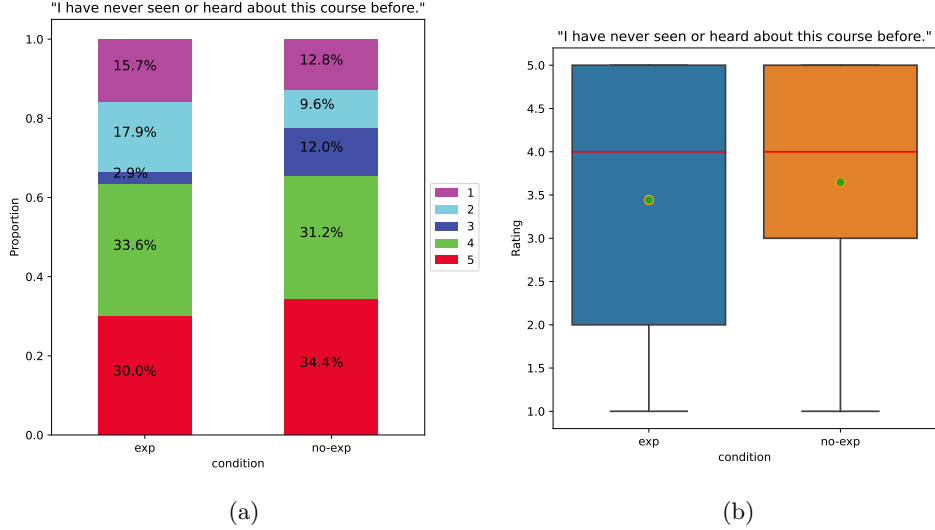 "I have never seen or heard about this course before."
1.0
0.8
0.6
0.4
0.2
0.0
Proportion
15.7%
17.9%
2.9%
33.6%
30.0%
12.8%
9.6%
12.0%
31.2%
34.4%
exp
no-exp
condition
1
2
3
4
5
(a)
"I have never seen or heard about this course before."
5.0
4.5
4.0
3.5
3.0
2.5
2.0
1.5
1.0
Rating
exp
no-exp
condition
(b)